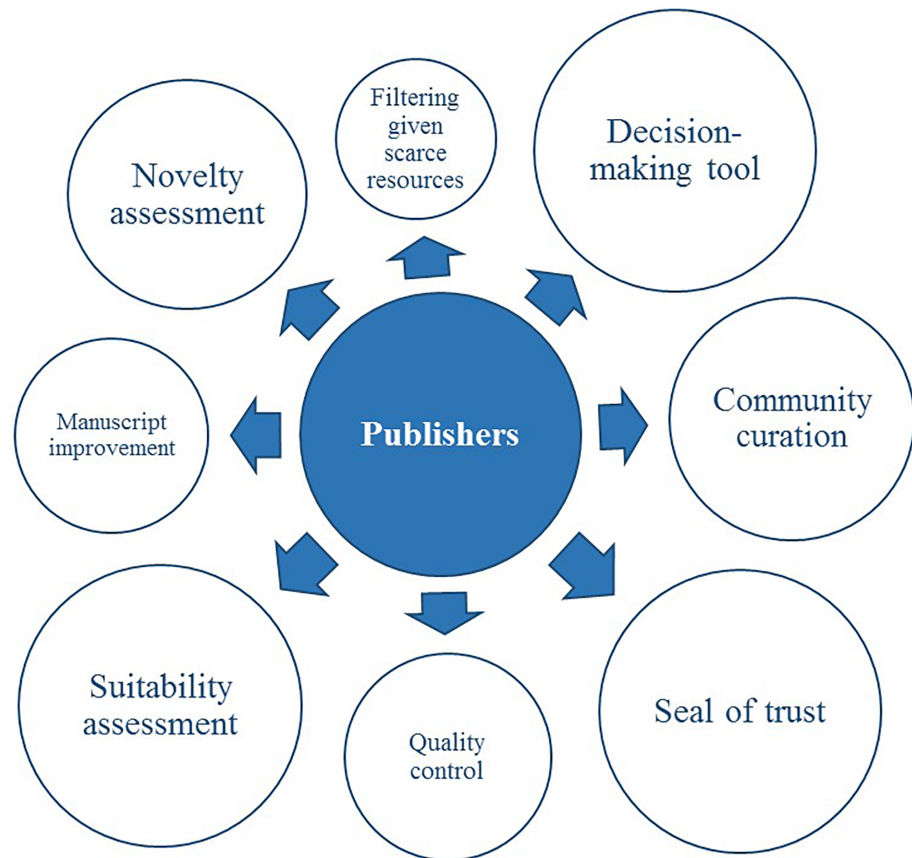 Filtering
given
scarce
resources
Decision-
making tool
Novelty
assessment
Community
curation
Manuscript
improvement
Publishers
Suitability
assessment
Quality
control
Seal of trust